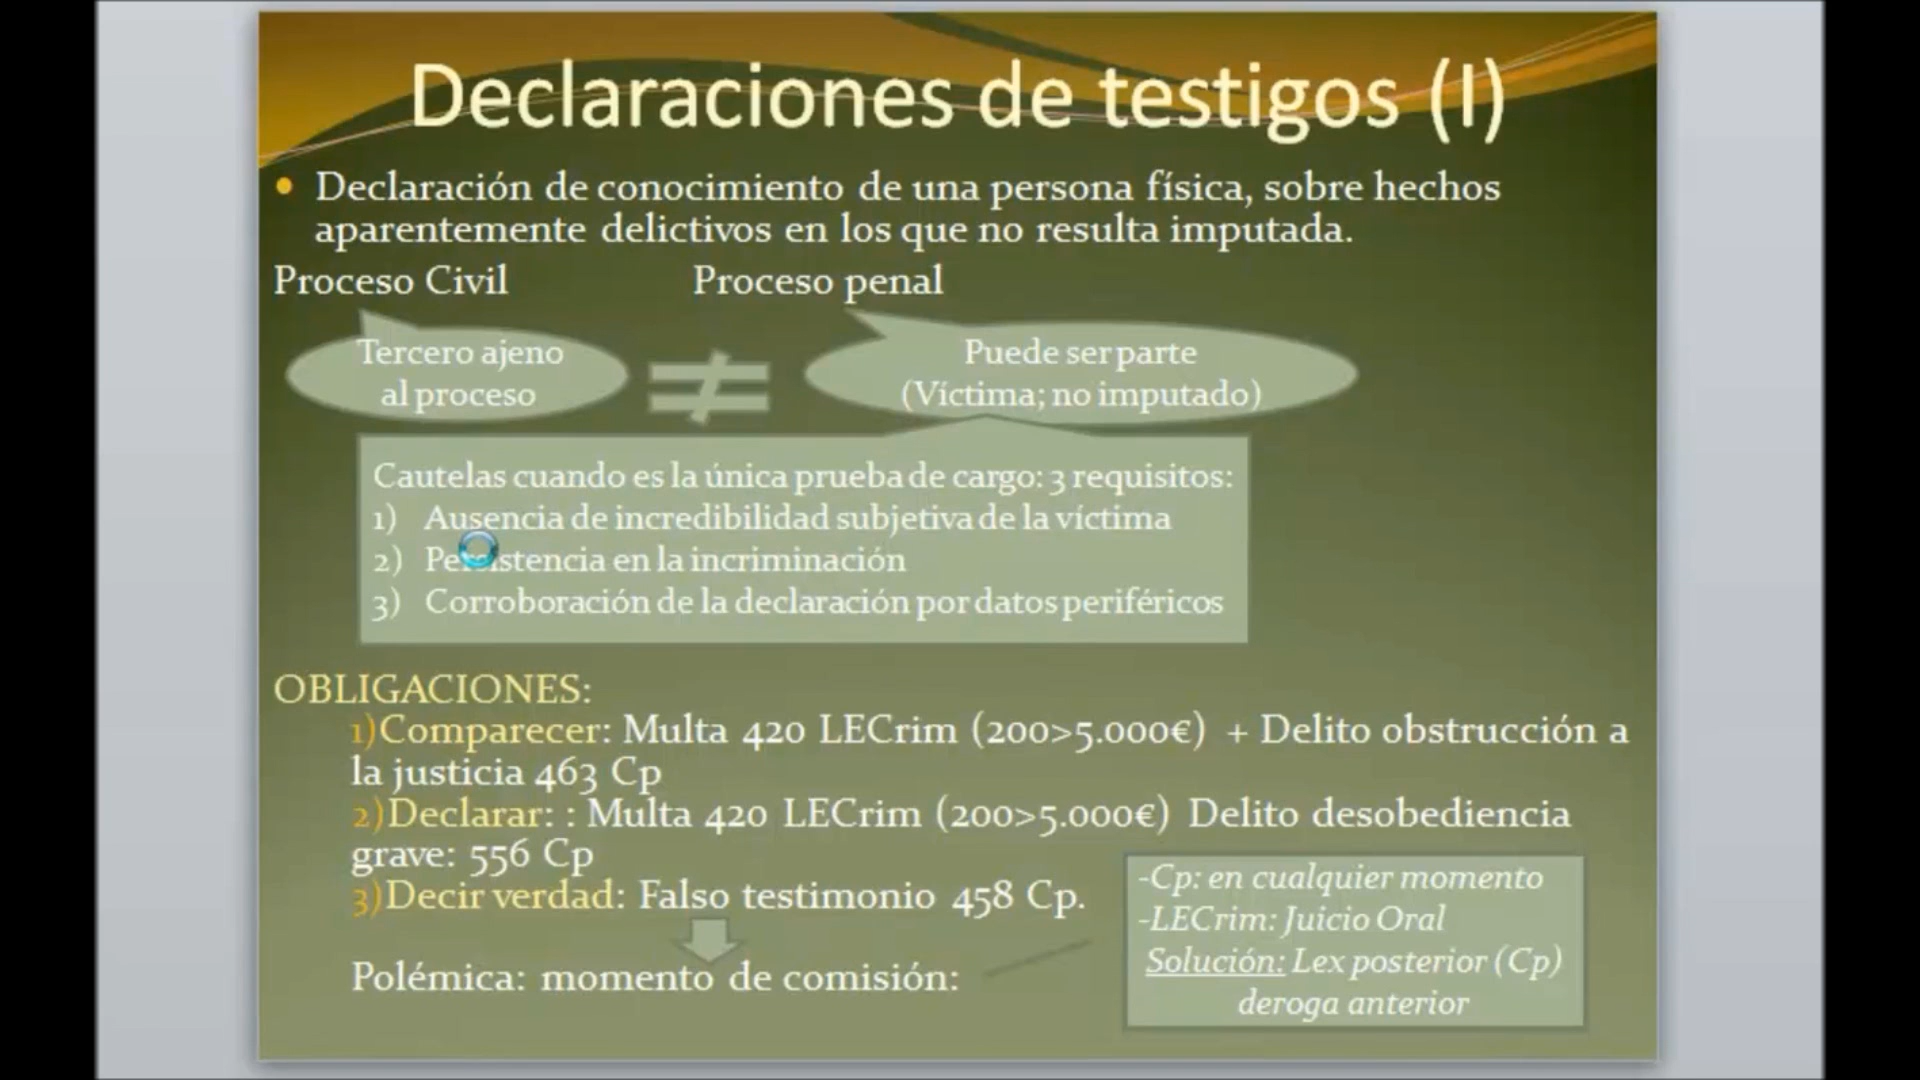 Declaraciones de testigos (I)
Declaración de conocimiento de una persona física, sobre hechos
aparentemente delictivos en los que no resulta imputada.
Proceso Civil Proceso penal
Tercero ajeno
al proceso
≠
Puede ser parte
(Víctima; no imputado)
Cautelas cuando es la única prueba de cargo: 3 requisitos:
1) Ausencia de incredibilidad subjetiva de la víctima
2) Persistencia en la incriminación
3) Corroboración de la declaración por datos periféricos
OBLIGACIONES:
1)Comparecer: Multa 420 LECrim (200>5.000€) + Delito obstrucción a
la justicia 463 Cp
2)Declarar: : Multa 420 LECrim (200>5.000€) Delito desobediencia
grave: 556 Cp
3)Decir verdad: Falso testimonio 458 Cp.
Polémica: momento de comisión:
-Cp: en cualquier momento
-LECrim: Juicio Oral
Solución: Lex posterior (Cp)
deroga anterior